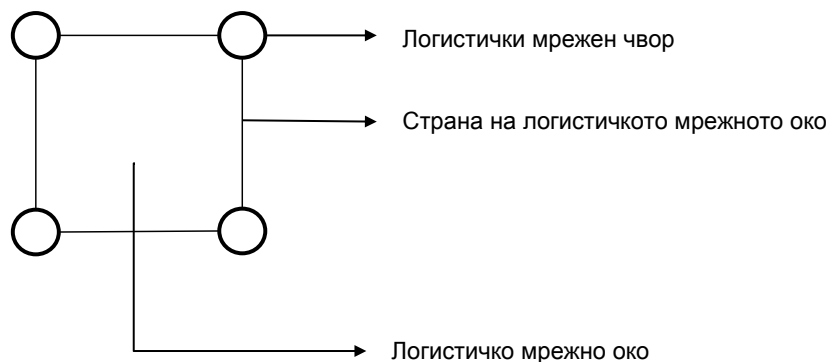 Логистички мрежен чвор
Страна на логистичкото мрежното око
Логистичко мрежно око